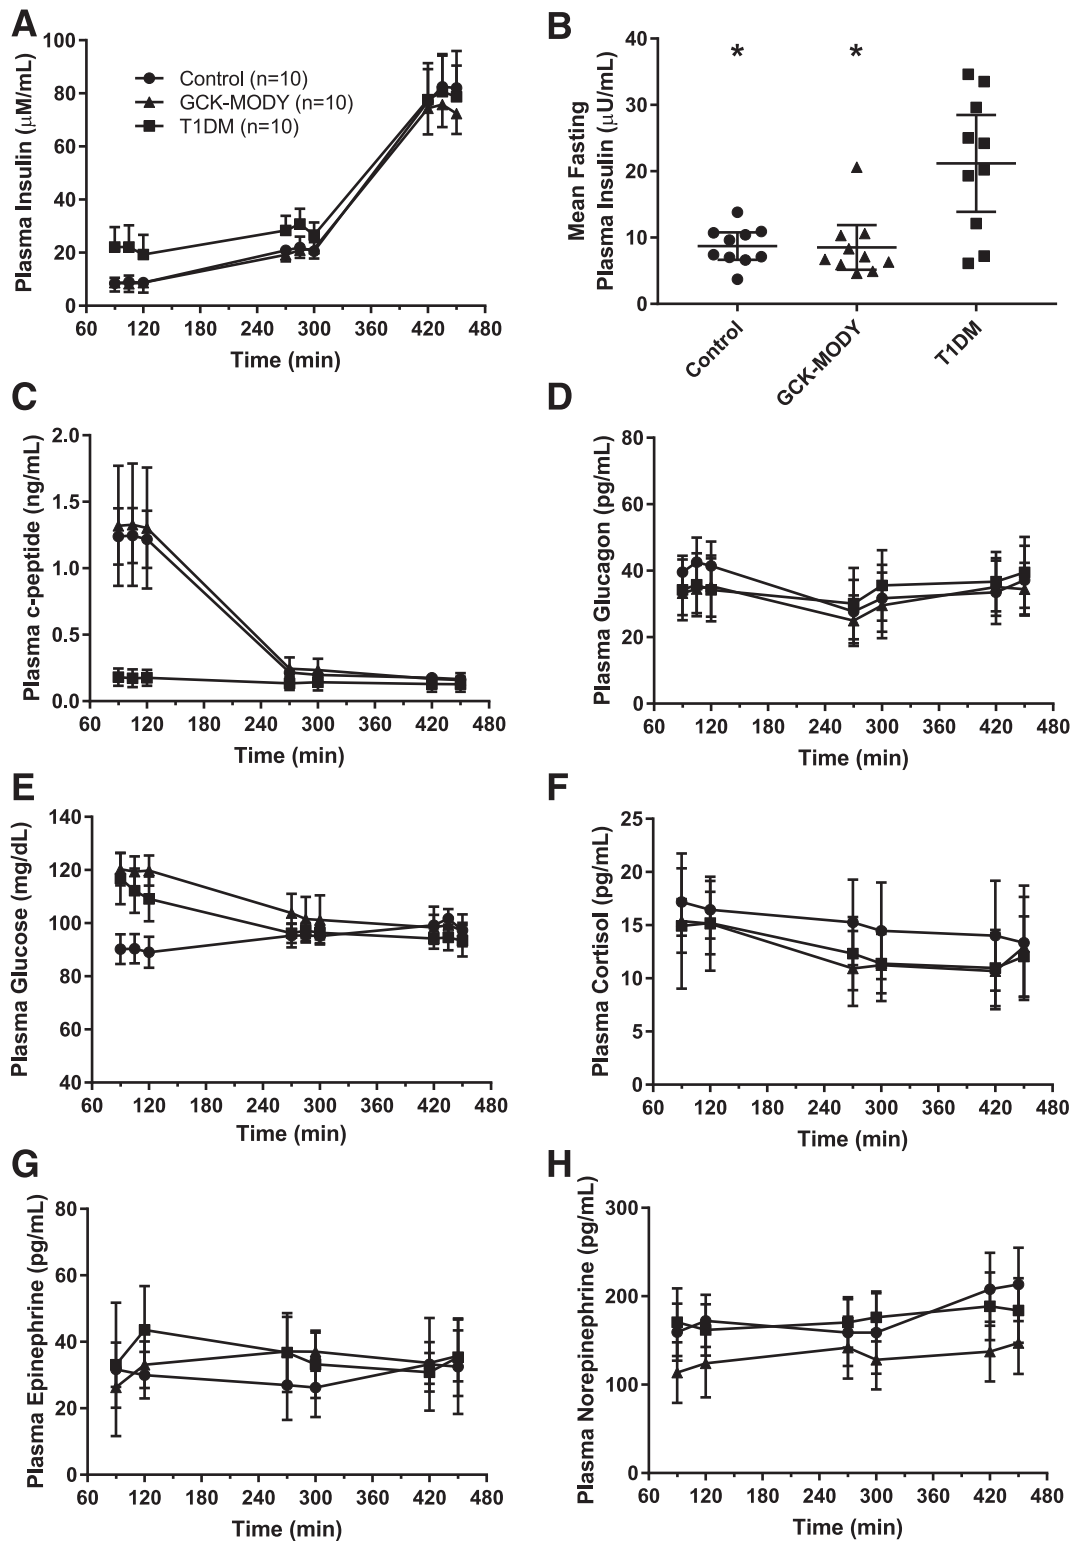 A
Plasma Insulin (µM/mL)
100
80
60
40
20
0
Control (n=10)
GCK-MODY (n=10)
T1DM (n=10)
60 120 180 240 300 360 420 480
Time (min)
B
Mean Fasting
Plasma Insulin (µU/mL)
40
30
20
10
0
* *
Control
GCK-MODY
T1DM
C
Plasma c-peptide (ng/mL)
2.0
1.5
1.0
0.5
0.0
60 120 180 240 300 360 420 480
Time (min)
D
Plasma Glucagon (pg/mL)
80
60
40
20
0
60 120 180 240 300 360 420 480
Time (min)
E
Plasma Glucose (mg/dL)
140
120
100
80
60
40
60 120 180 240 300 360 420 480
Time (min)
F
Plasma Cortisol (pg/mL)
25
20
15
10
5
0
60 120 180 240 300 360 420 480
Time (min)
G
Plasma Epinephrine (pg/mL)
80
60
40
20
0
60 120 180 240 300 360 420 480
Time (min)
H
Plasma Norepinephrine (pg/mL)
300
200
100
0
60 120 180 240 300 360 420 480
Time (min)